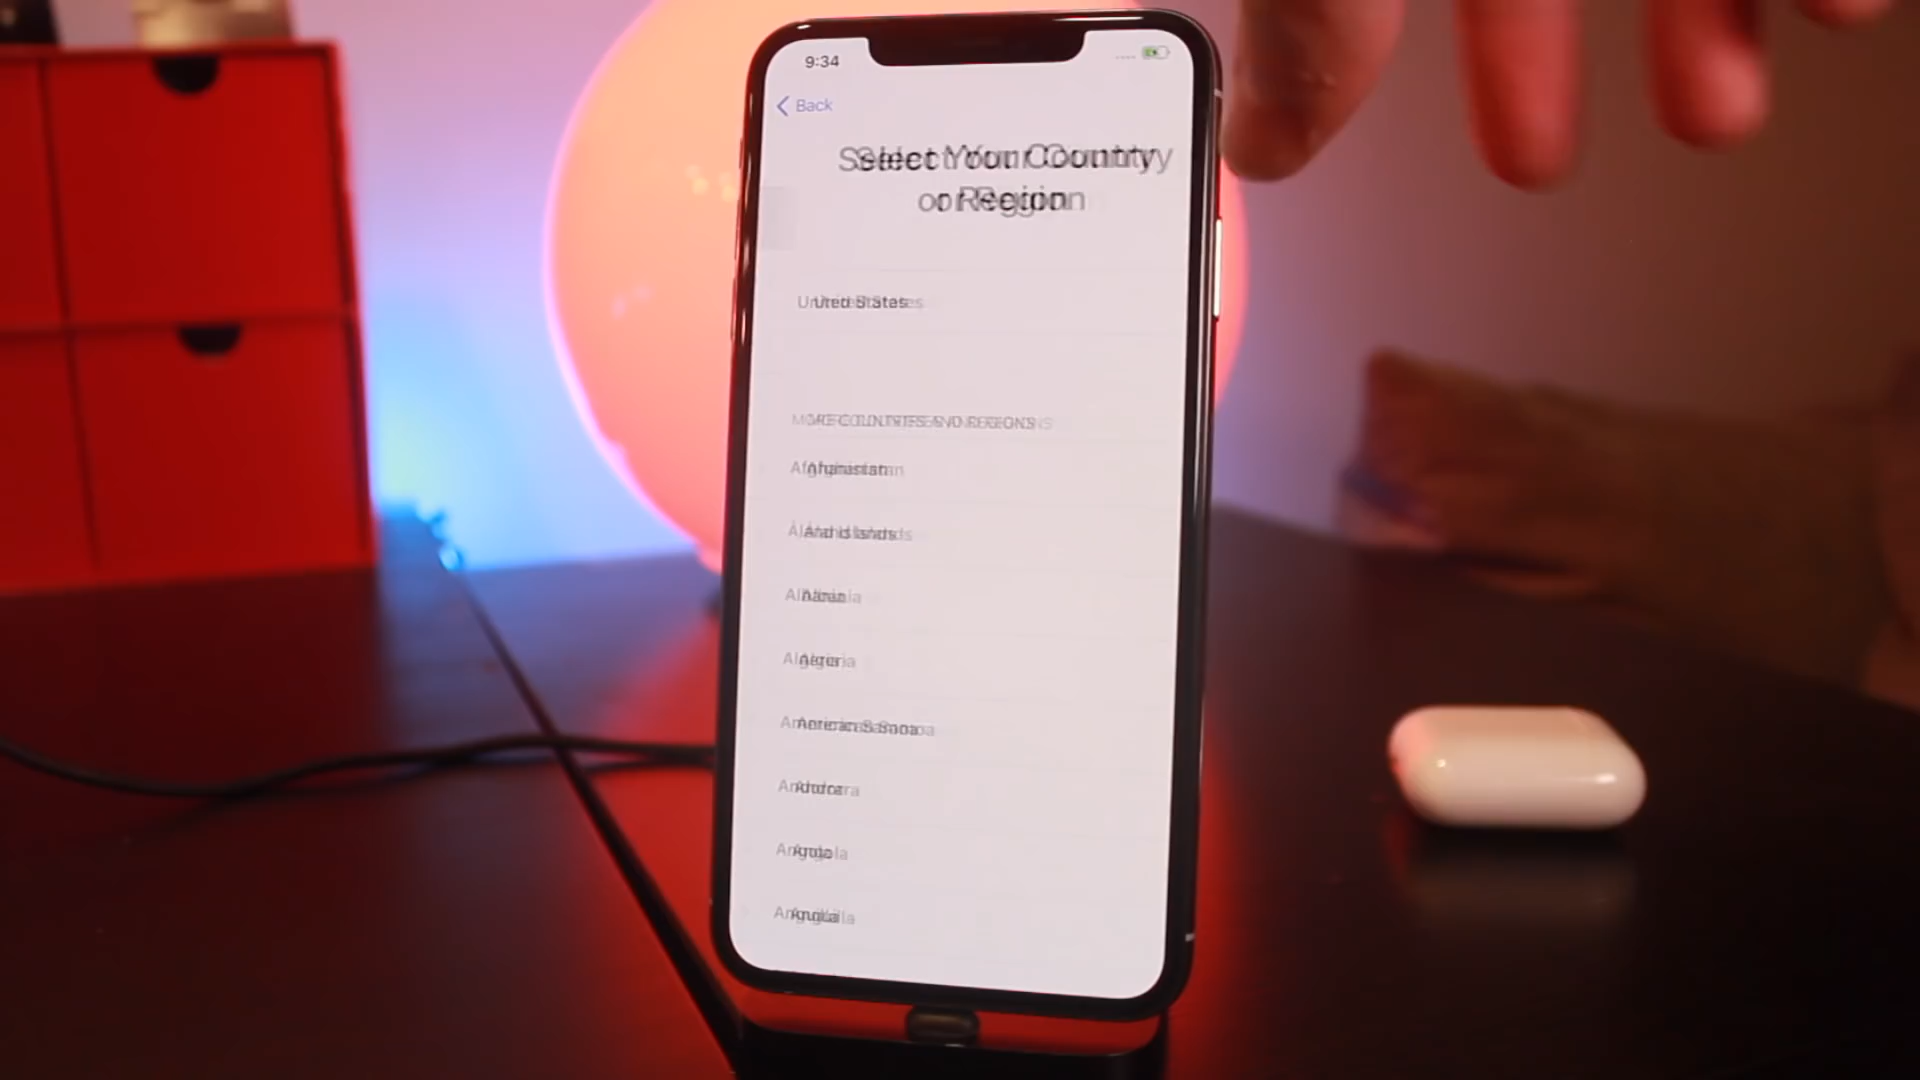 9:34
Back
Select Your Country
or Region
United States
MORE COUNTRIES AND REGIONS
Afghanistan
Åland Islands
Albania
Algeria
American Samoa
Andorra
Angola
Anguilla